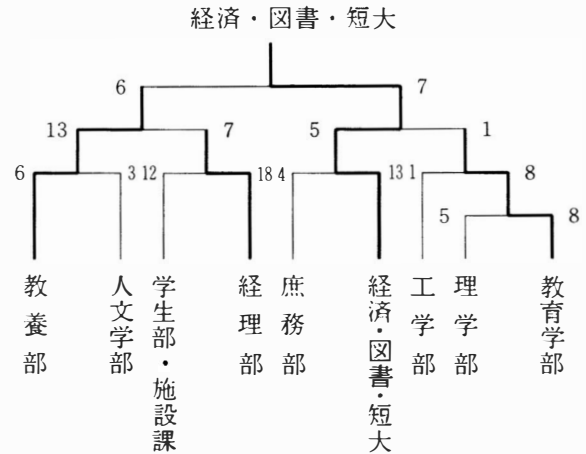 経済・図書・短大
6 7
13 7 5 1
6 3 12 18 4 13 1 8
5 8
教養部
人文学部
学生部・施設課
経理部
庶務部
経済・図書・短大
工学部
理学部
教育学部